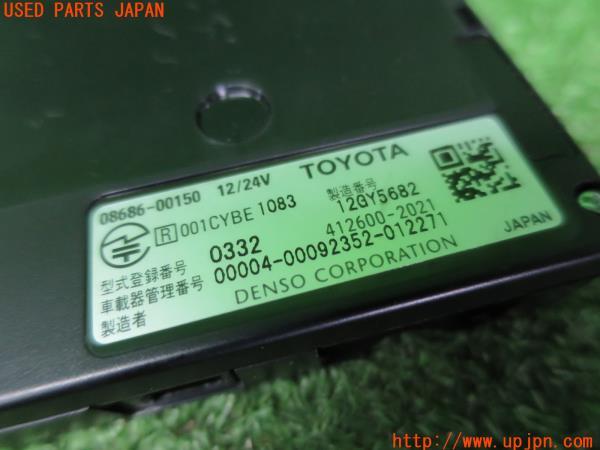 USED PARTS JAPAN
08686-00150 12/24V TOYOTA
R 001CYBE1083 製造番号 12GY5682
412600-2021
型式登録番号 0332
車載器管理番号 00004-00092352-012271
製造者 DENSO CORPORATION JAPAN
http://www.upjpn.com/